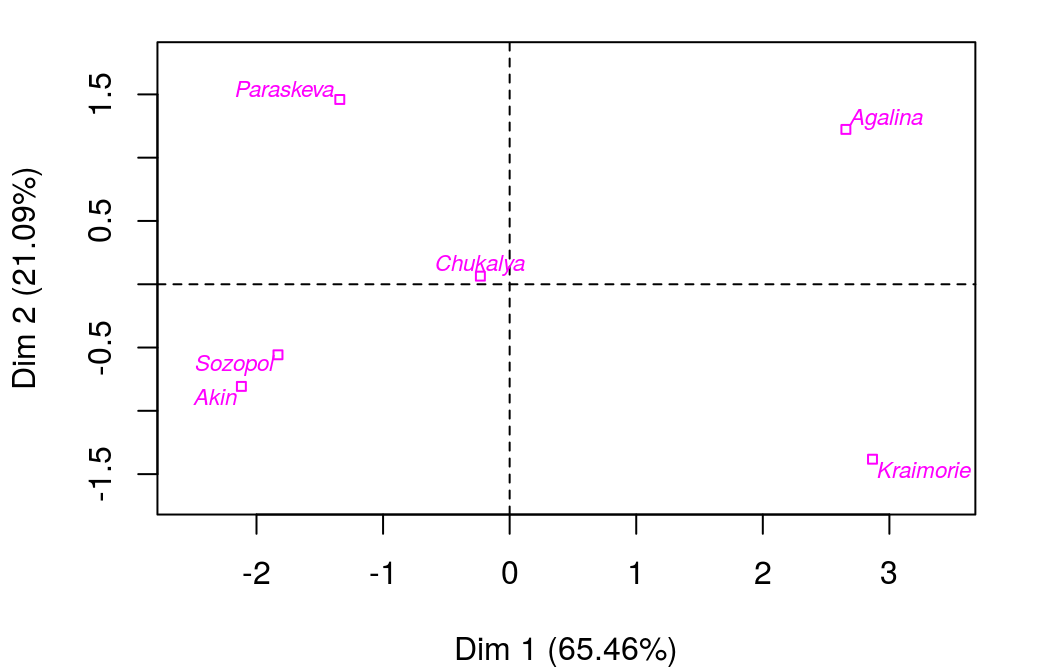 Paraskeva
Agalina
Chukalya
Sozopol
Akin
Kraimorie
1.5
0.5
-0.5
-1.5
Dim 2 (21.09%)
-2 -1 0 1 2 3
Dim 1 (65.46%)